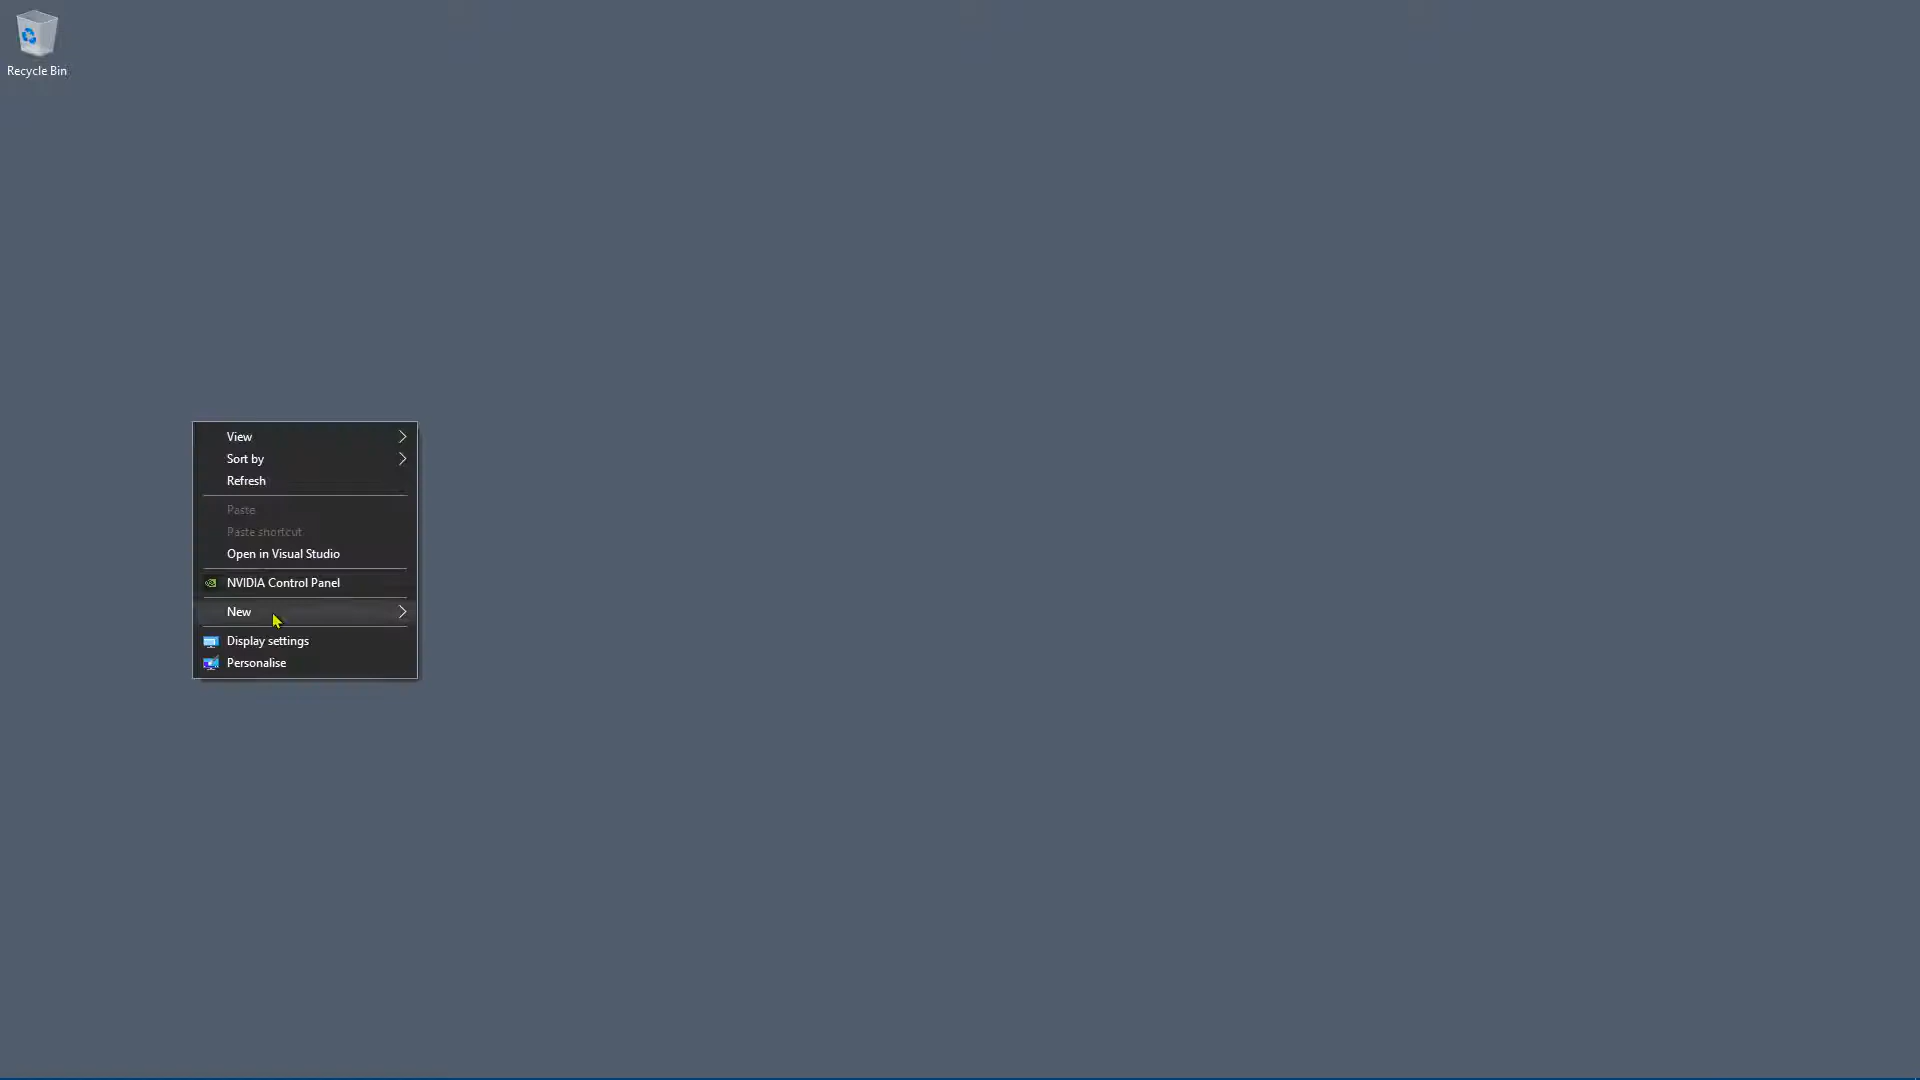 Recycle Bin
View
Sort by
Refresh
Paste
Paste shortcut
Open in Visual Studio
NVIDIA Control Panel
New
Display settings
Personalise